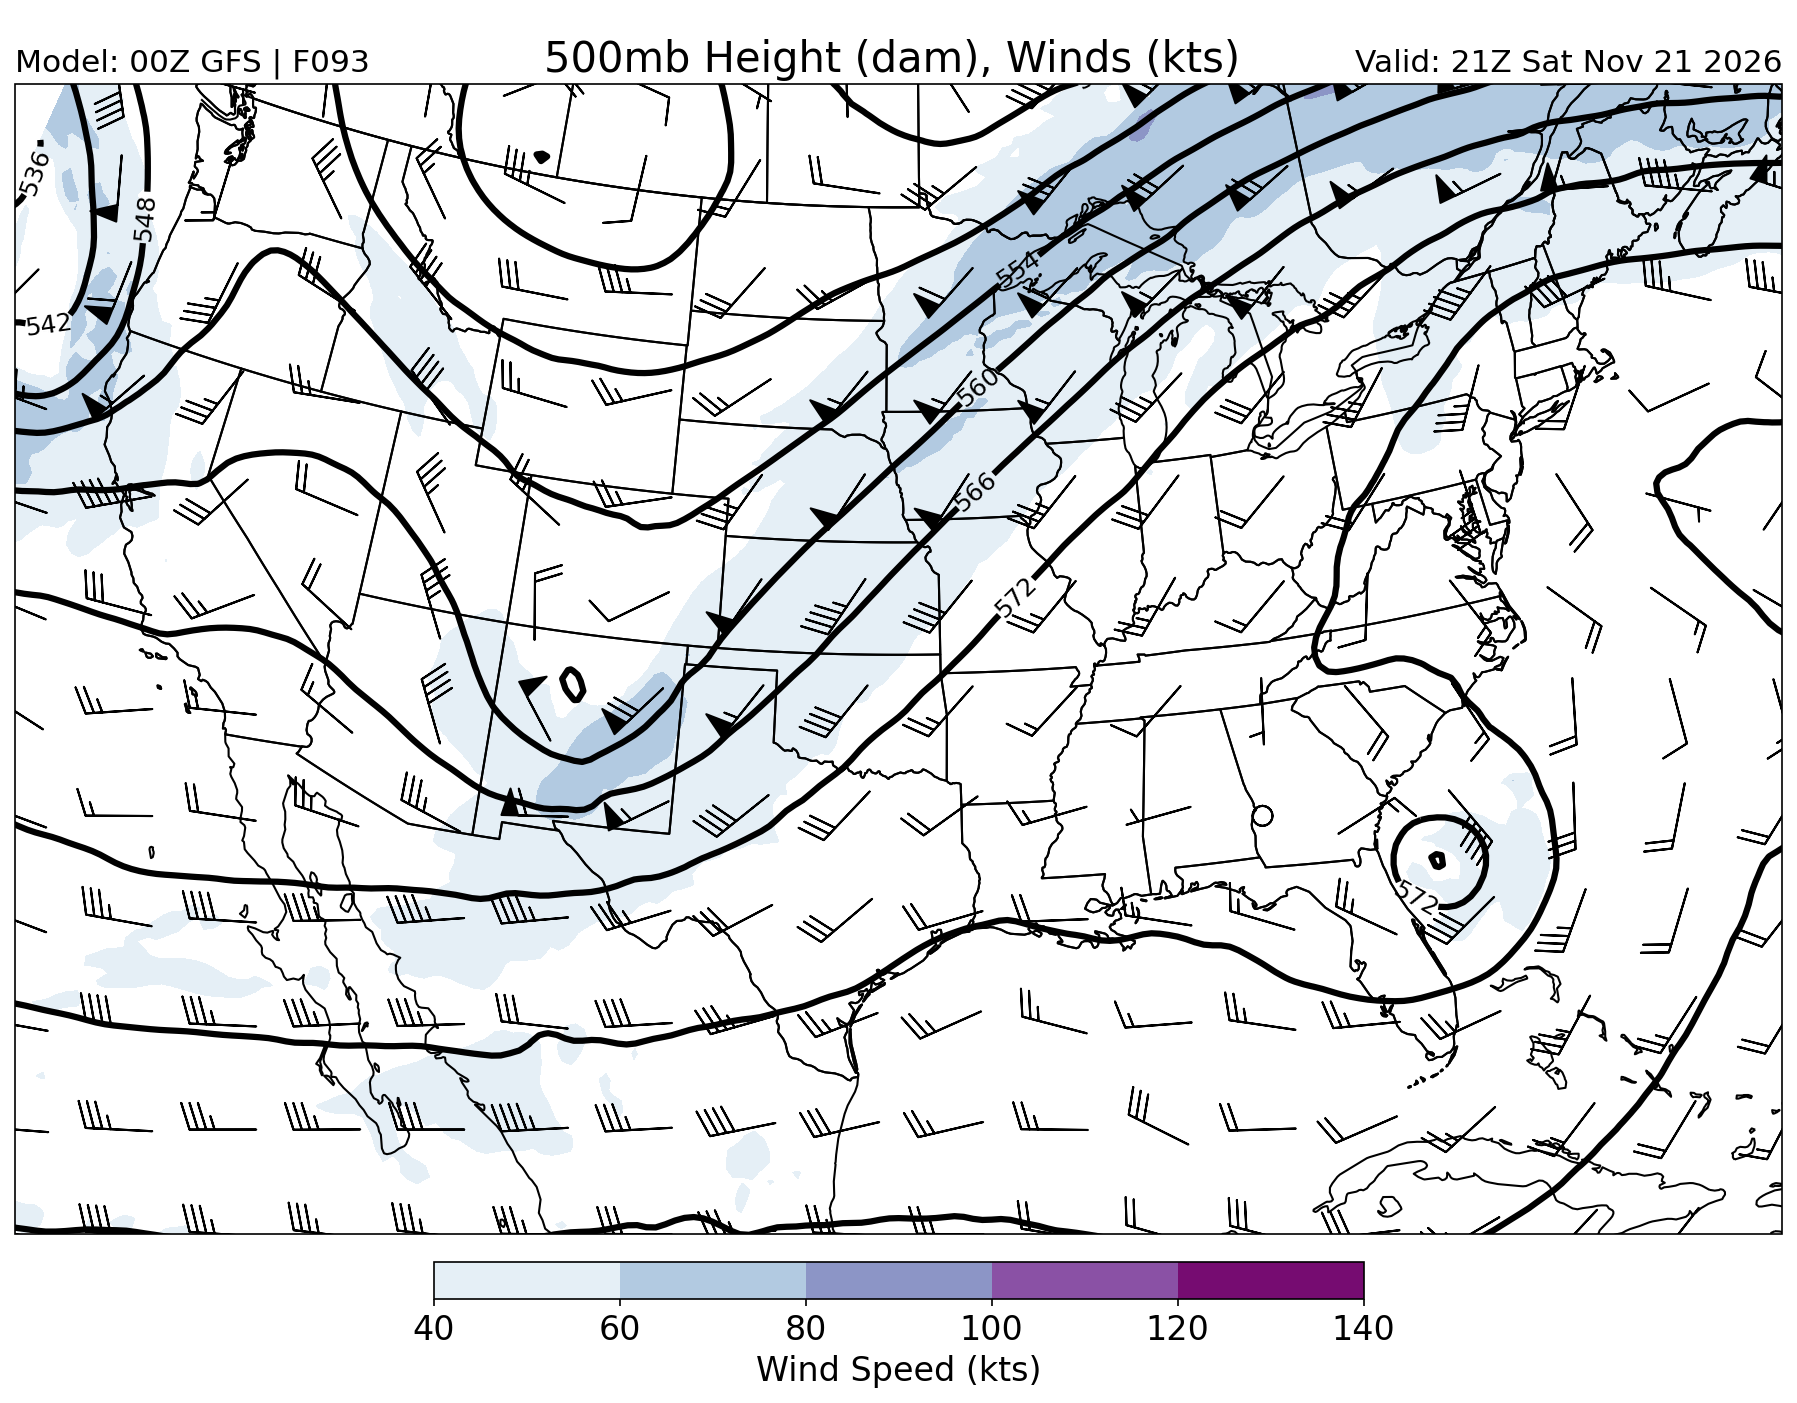 Model: 00Z GFS | F093
500mb Height (dam), Winds (kts)
Valid: 21Z Sat Nov 21 2026
536
548
542
554
560
566
572
572
40 60 80 100 120 140
Wind Speed (kts)